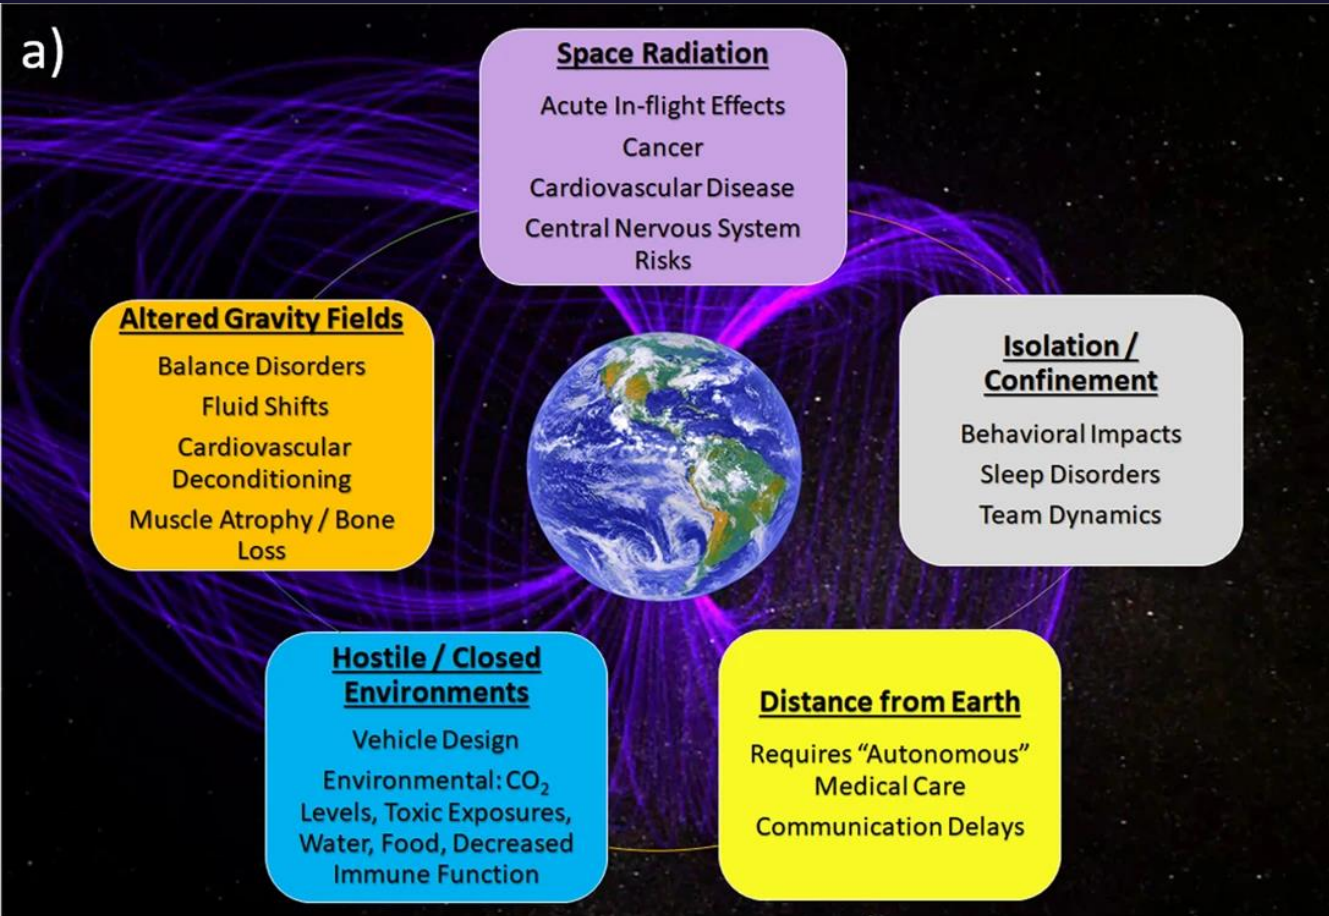 a)
Space Radiation
Acute In-flight Effects
Cancer
Cardiovascular Disease
Central Nervous System
Risks
Altered Gravity Fields
Balance Disorders
Fluid Shifts
Cardiovascular
Deconditioning
Muscle Atrophy / Bone
Loss
Isolation /
Confinement
Behavioral Impacts
Sleep Disorders
Team Dynamics
Hostile / Closed
Environments
Vehicle Design
Environmental: CO₂
Levels, Toxic Exposures,
Water, Food, Decreased
Immune Function
Distance from Earth
Requires “Autonomous”
Medical Care
Communication Delays